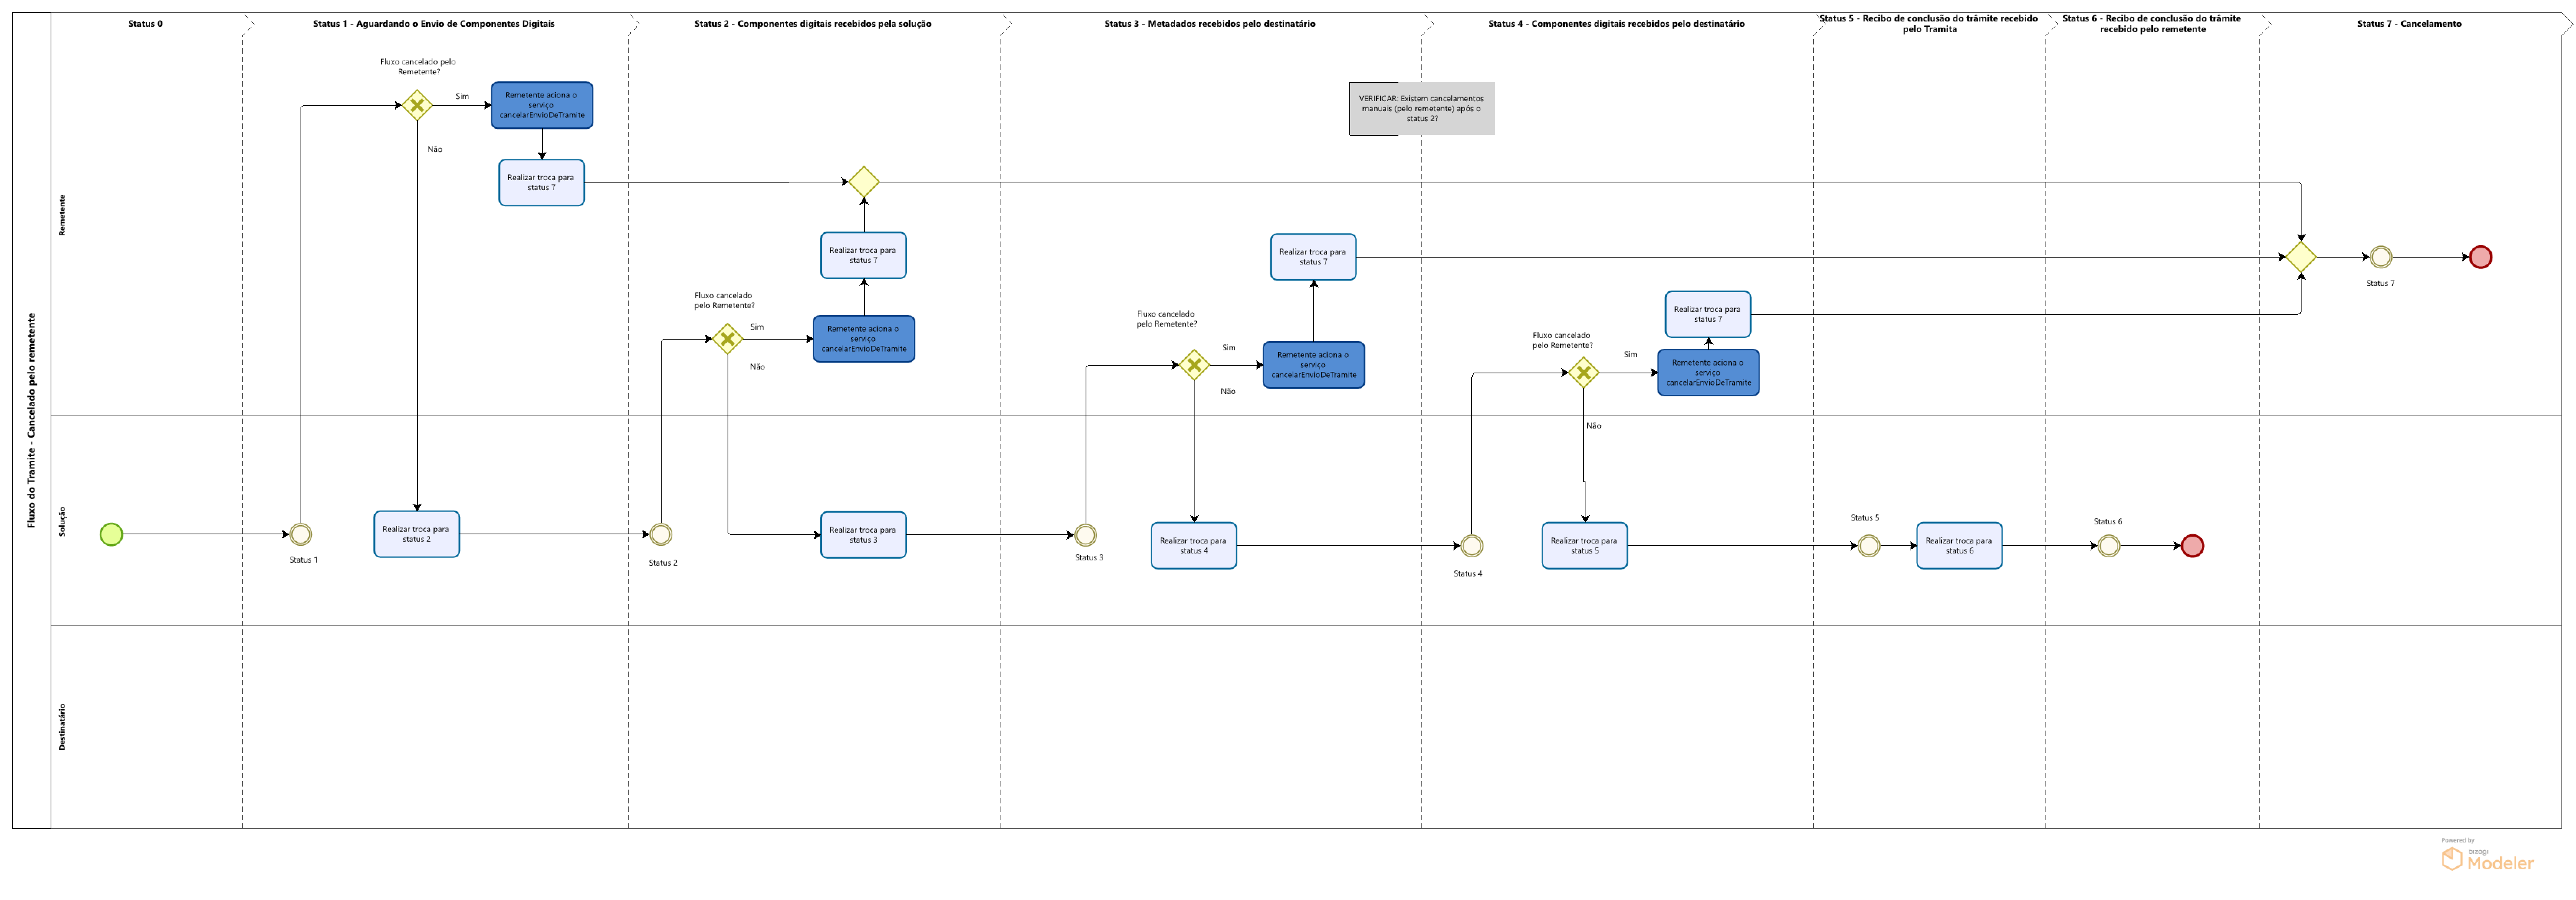 Fluxo do Tramite - Cancelado pelo remetente
Status 0
Status 1 - Aguardando o Envio de Componentes Digitais
Status 2 - Componentes digitais recebidos pela solução
Status 3 - Metadados recebidos pelo destinatário
Status 4 - Componentes digitais recebidos pelo destinatário
Status 5 - Recibo de conclusão do trâmite recebido
pelo Tramita
Status 6 - Recibo de conclusão do trâmite
recebido pelo remetente
Status 7 - Cancelamento
Remetente
Fluxo cancelado pelo
Remetente?
Sim
Não
Remetente aciona o
serviço
cancelarEnvioDeTramite
Realizar troca para
status 7
Fluxo cancelado
pelo Remetente?
Sim
Não
Remetente aciona o
serviço
cancelarEnvioDeTramite
Realizar troca para
status 7
VERIFICAR: Existem cancelamentos
manuais (pelo remetente) após o
status 2?
Fluxo cancelado
pelo Remetente?
Sim
Não
Remetente aciona o
serviço
cancelarEnvioDeTramite
Realizar troca para
status 7
Fluxo cancelado
pelo Remetente?
Sim
Não
Remetente aciona o
serviço
cancelarEnvioDeTramite
Realizar troca para
status 7
Status 7
Solução
Status 1
Realizar troca para
status 2
Status 2
Realizar troca para
status 3
Status 3
Realizar troca para
status 4
Status 4
Realizar troca para
status 5
Status 5
Realizar troca para
status 6
Status 6
Destinatário
Powered by
bizagi
Modeler